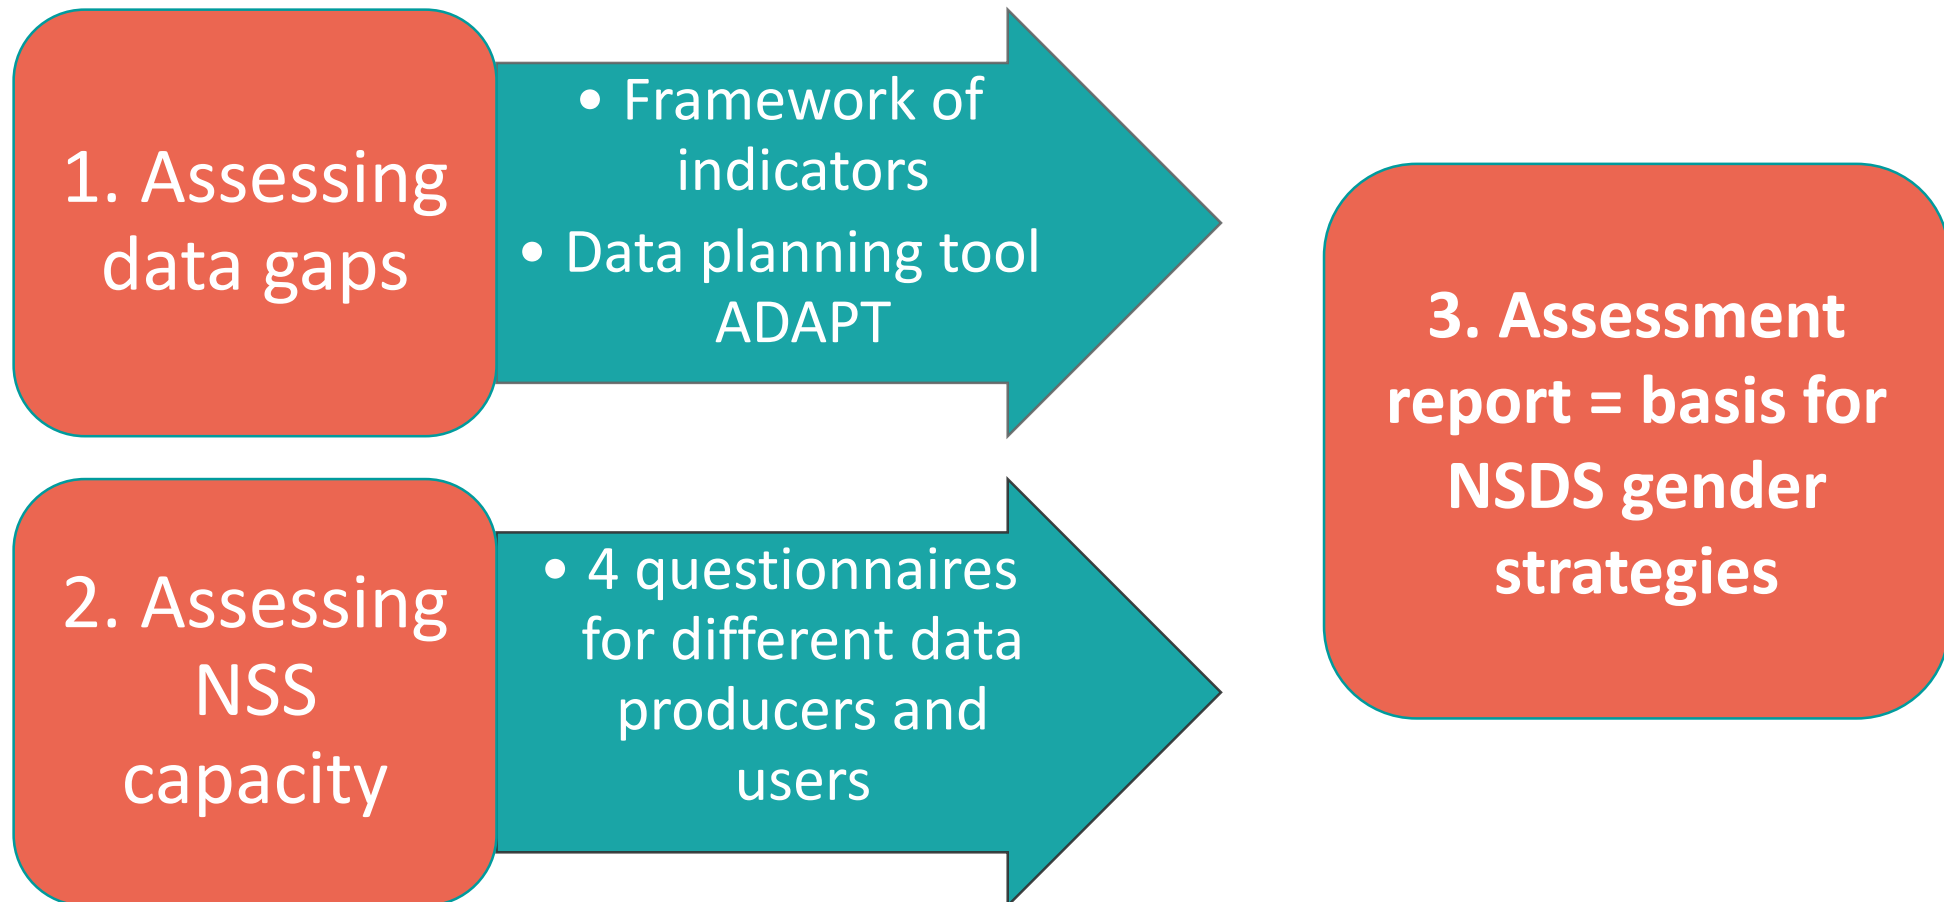 1. Assessing
data gaps
• Framework of
indicators
• Data planning tool
ADAPT
2. Assessing
NSS
capacity
• 4 questionnaires
for different data
producers and
users
3. Assessment
report = basis for
NSDS gender
strategies